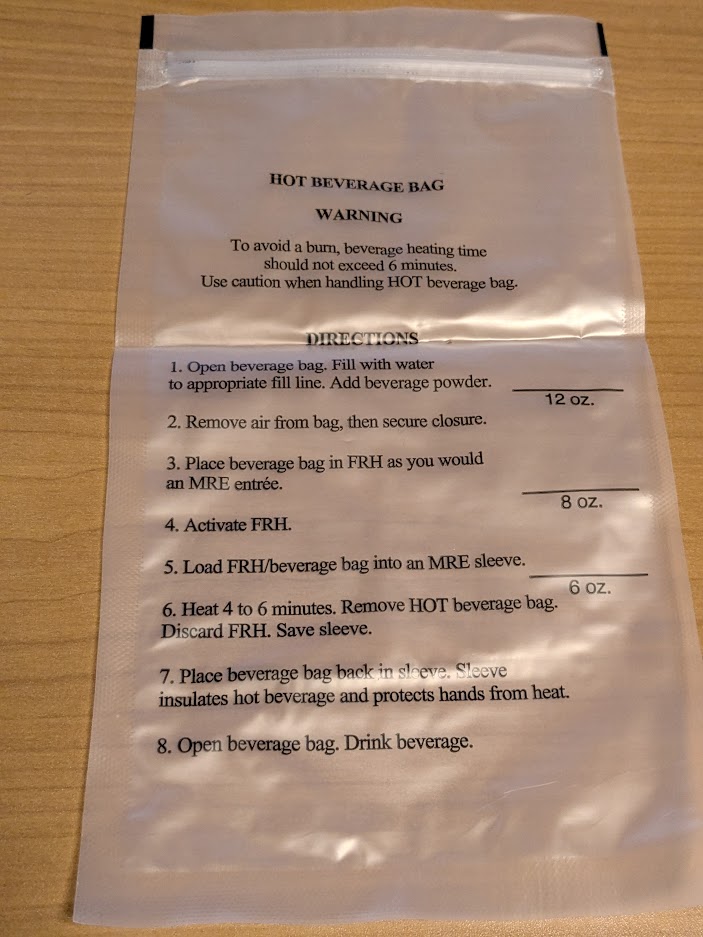 HOT BEVERAGE BAG
WARNING
To avoid a burn, beverage heating time
should not exceed 6 minutes.
Use caution when handling HOT beverage bag.
DIRECTIONS
1. Open beverage bag. Fill with water
to appropriate fill line. Add beverage powder.
12 oz.
2. Remove air from bag, then secure closure.
3. Place beverage bag in FRH as you would
an MRE entrée.
8 oz.
4. Activate FRH.
5. Load FRH/beverage bag into an MRE sleeve.
6 oz.
6. Heat 4 to 6 minutes. Remove HOT beverage bag.
Discard FRH. Save sleeve.
7. Place beverage bag back in sleeve. Sleeve
insulates hot beverage and protects hands from heat.
8. Open beverage bag. Drink beverage.